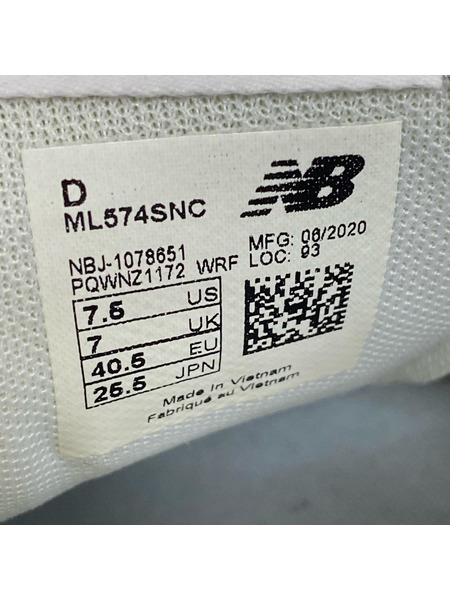 D
ML574SNC
NB
NBJ-1078651
PQWNZ1172 WRF
MFG: 06/2020
LOC: 93
7.5 US
7 UK
40.5 EU
25.5 JPN
Made In Vietnam
Fabriqué au Vietnam